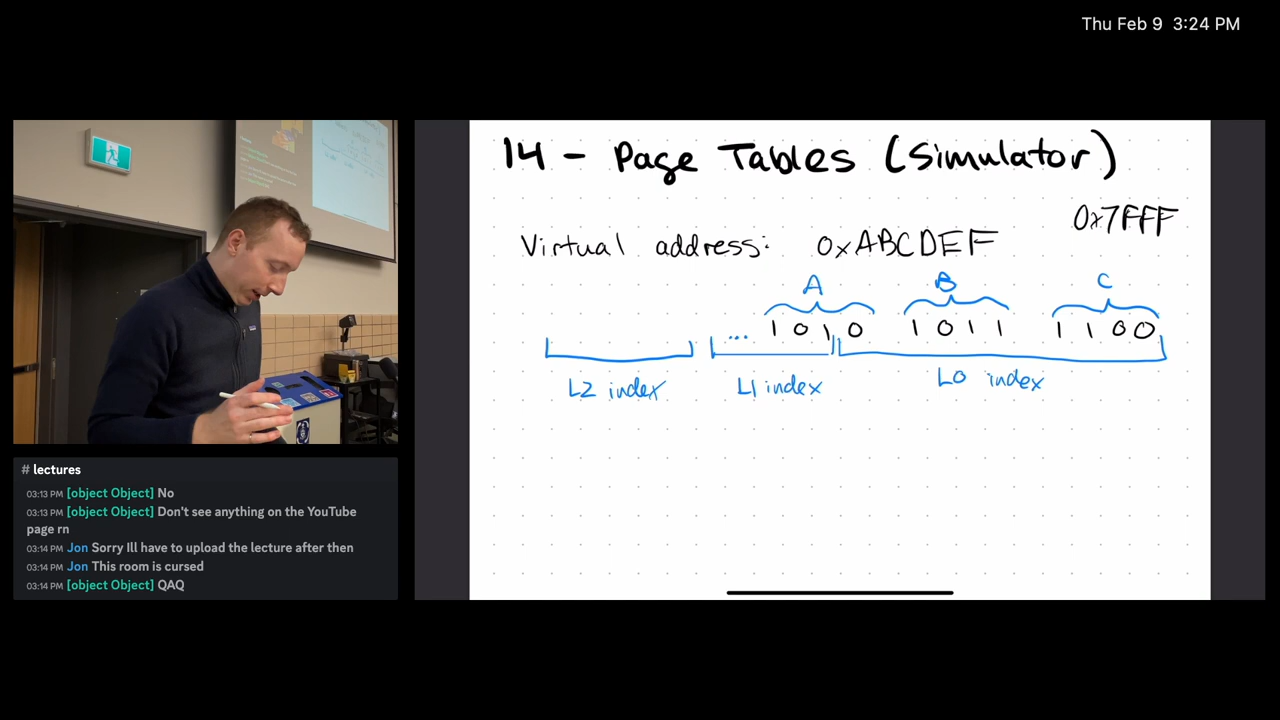 Thu Feb 9 3:24 PM
14 - Page Tables (Simulator)
0x7FFF
Virtual address: 0xABCDEF
A B C
... 1 0 1 0 1 0 1 1 1 1 0 0
L2 index L1 index L0 index
# lectures
03:13 PM [object Object] No
03:13 PM [object Object] Don't see anything on the YouTube
page rn
03:14 PM Jon Sorry Ill have to upload the lecture after then
03:14 PM Jon This room is cursed
03:14 PM [object Object] QAQ